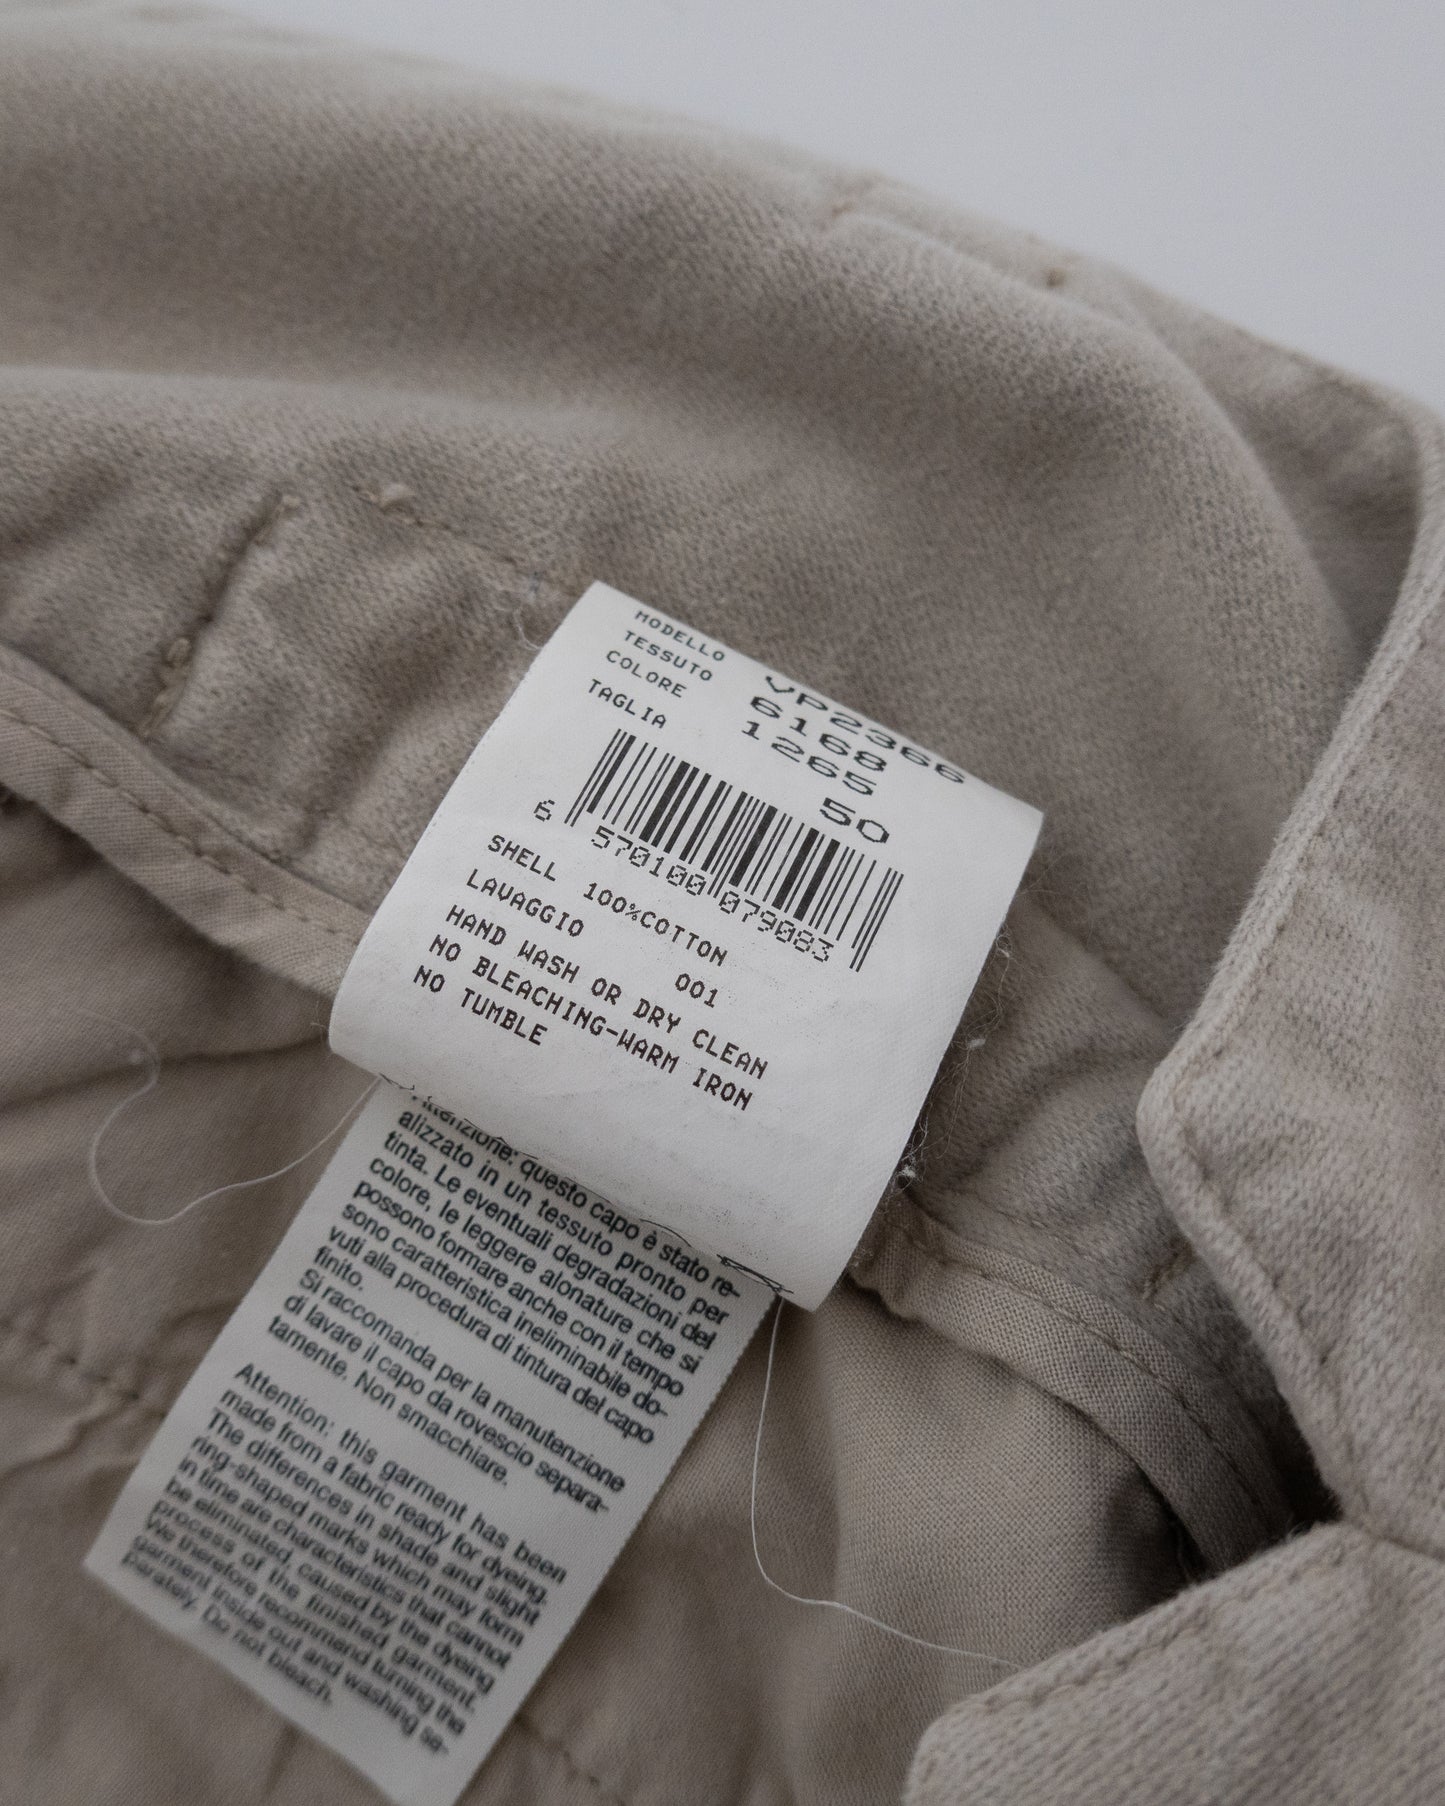 MODELLO VP2366
TESSUTO 6168
COLORE 1265
TAGLIA 50
6 570100 079083
SHELL 100%COTTON
LAVAGGIO 001
HAND WASH OR DRY CLEAN
NO BLEACHING-WARM IRON
NO TUMBLE
Attenzione: questo capo è stato re-
alizzato in un tessuto pronto per
tinta. Le eventuali degradazioni del
colore, le leggere alonature che si
possono formare anche con il tempo
sono caratteristica ineliminabile do-
vuti alla procedura di tintura del capo
finito.
Si raccomanda per la manutenzione
di lavare il capo da rovescio separa-
tamente. Non smacchiare.
Attention: this garment has been
made from a fabric ready for dyeing.
The differences in shade and slight
ring-shaped marks which may form
in time are characteristics that cannot
be eliminated, caused by the dyeing
process of the finished garment.
We therefore recommend turning the
garment inside out and washing se-
parately. Do not bleach.